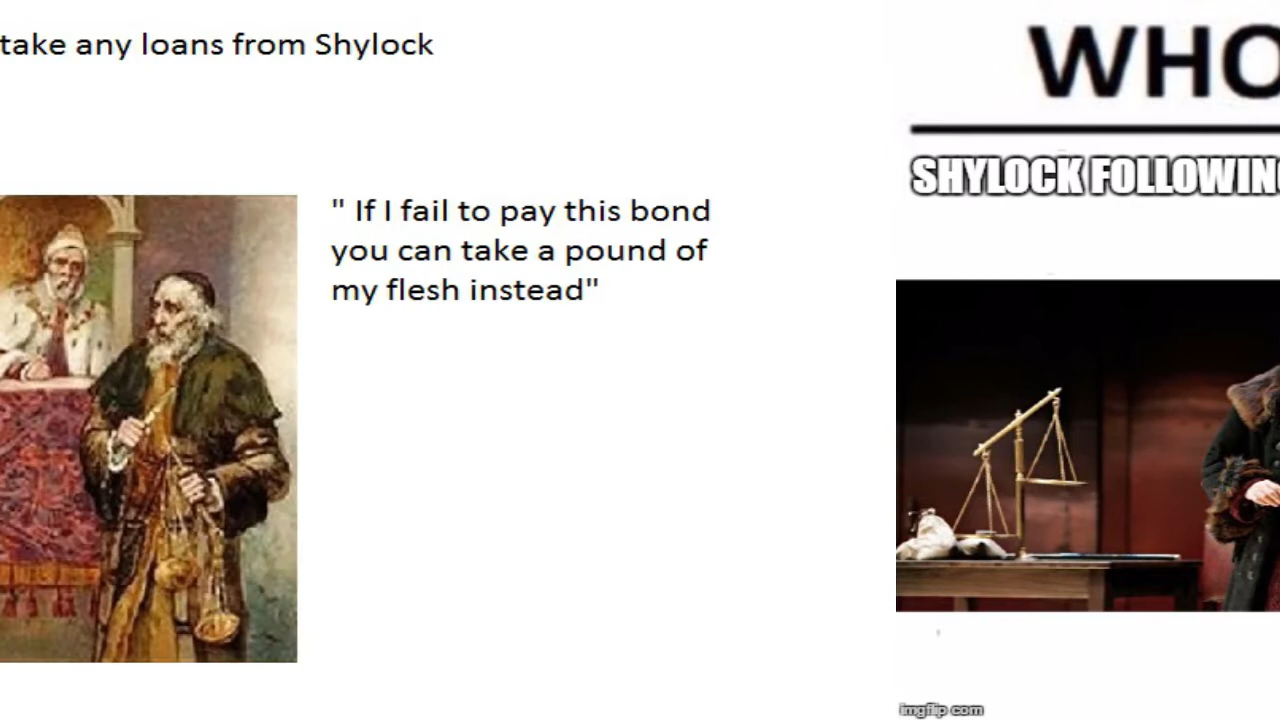 take any loans from Shylock
" If I fail to pay this bond
you can take a pound of
my flesh instead"
WHO
SHYLOCK FOLLOWING
imgflip.com